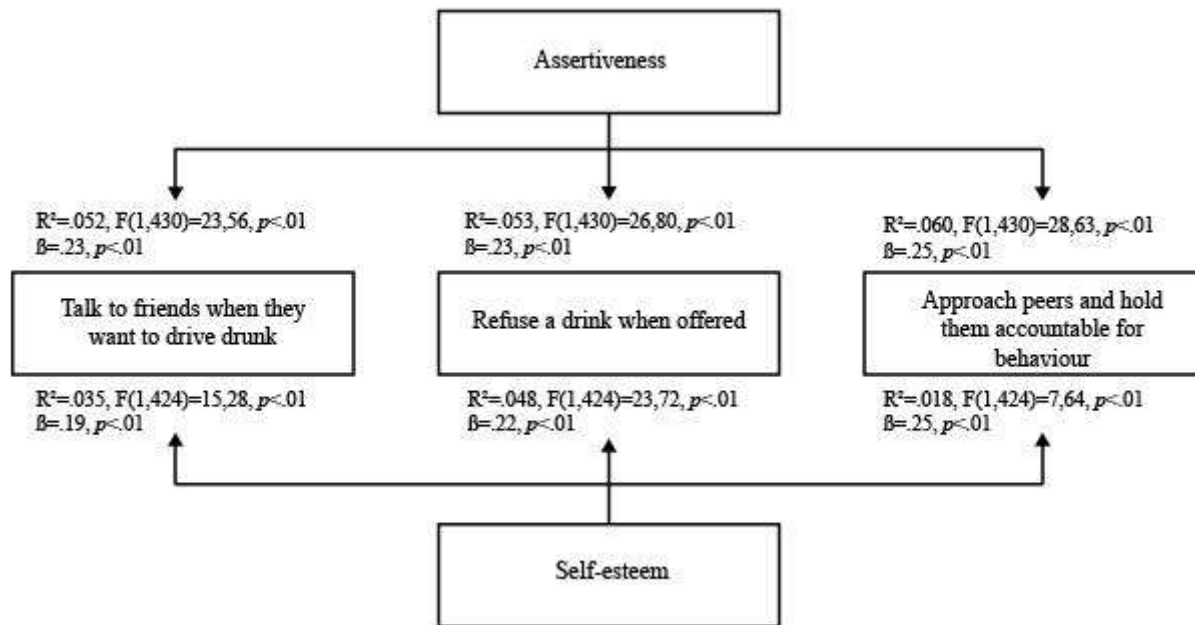 Assertiveness
R²=.052, F(1,430)=23,56, p<.01
ß=.23, p<.01
R²=.053, F(1,430)=26,80, p<.01
ß=.23, p<.01
R²=.060, F(1,430)=28,63, p<.01
ß=.25, p<.01
Talk to friends when they
want to drive drunk
Refuse a drink when offered
Approach peers and hold
them accountable for
behaviour
R²=.035, F(1,424)=15,28, p<.01
ß=.19, p<.01
R²=.048, F(1,424)=23,72, p<.01
ß=.22, p<.01
R²=.018, F(1,424)=7,64, p<.01
ß=.25, p<.01
Self-esteem